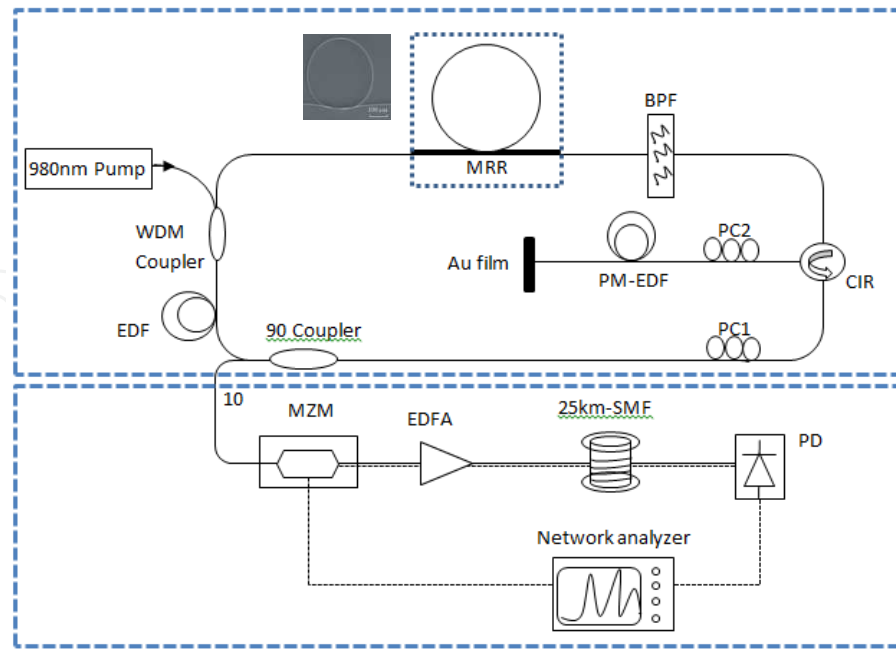 BPF
MRR
980nm Pump
WDM
Coupler
PC2
Au film
PM-EDF
CIR
EDF
90 Coupler
PC1
10
MZM
EDFA
25km-SMF
PD
Network analyzer